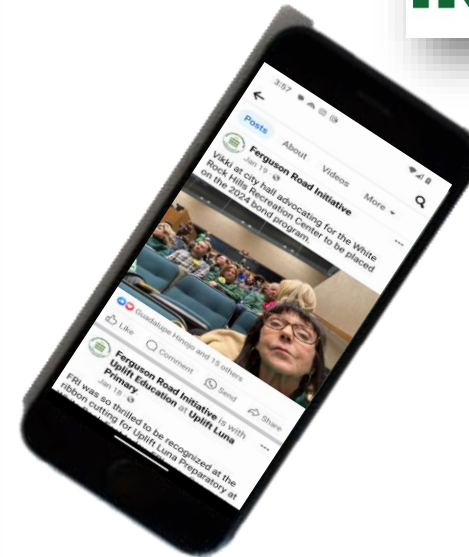 3:57
Posts
About
Videos
More
Ferguson Road Initiative
Jan 19
Vikki at city hall advocating for the White
Rock Hills Recreation Center to be placed
on the 2024 bond program.
Guadalupe Hinojo and 15 others
Like
Comment
Send
Share
Ferguson Road Initiative is with
Uplift Education at Uplift Luna
Primary
Jan 18
FRI was so thrilled to be recognized at the
ribbon cutting for Uplift Luna Preparatory at